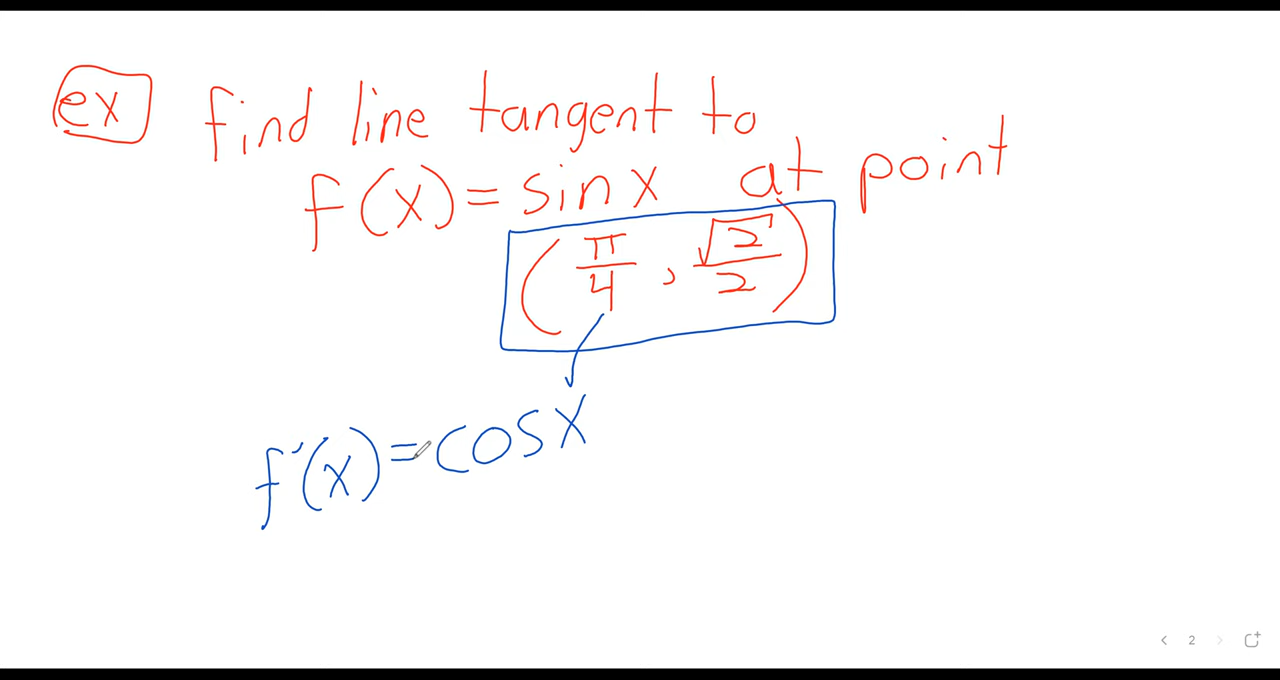 ex find line tangent to
f(x) = sin x at point
(π/4, √2/2)
f'(x) = cos x
2